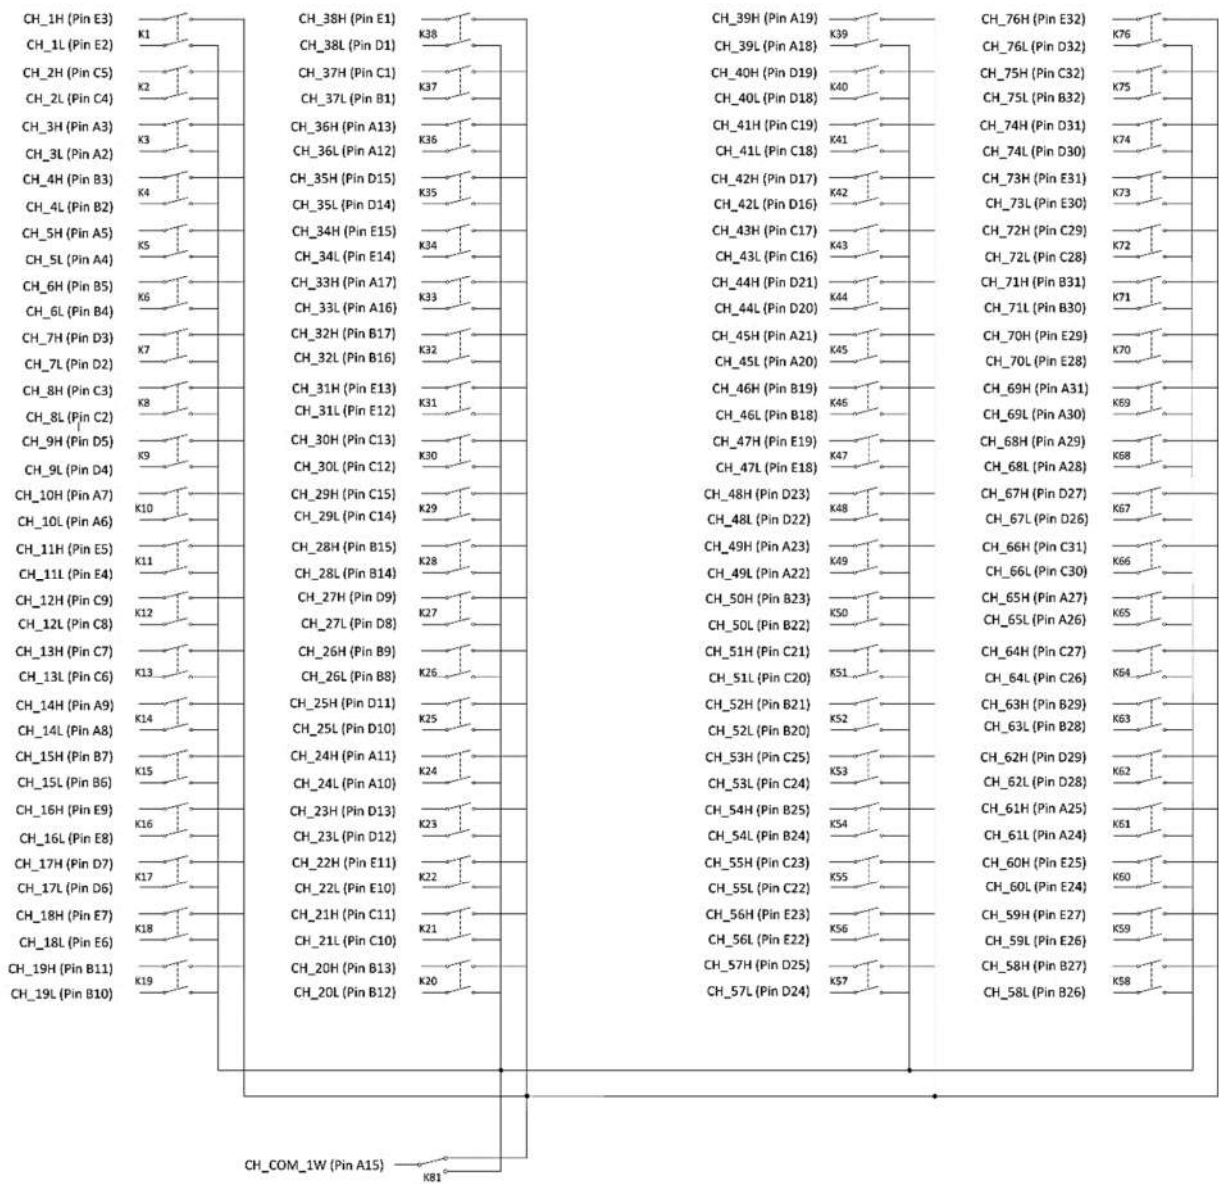 CH_1H (Pin E3)
K1
CH_1L (Pin E2)
CH_2H (Pin C5)
K2
CH_2L (Pin C4)
CH_3H (Pin A3)
K3
CH_3L (Pin A2)
CH_4H (Pin B3)
K4
CH_4L (Pin B2)
CH_5H (Pin A5)
K5
CH_5L (Pin A4)
CH_6H (Pin B5)
K6
CH_6L (Pin B4)
CH_7H (Pin D3)
K7
CH_7L (Pin D2)
CH_8H (Pin C3)
K8
CH_8L (Pin C2)
CH_9H (Pin D5)
K9
CH_9L (Pin D4)
CH_10H (Pin A7)
K10
CH_10L (Pin A6)
CH_11H (Pin E5)
K11
CH_11L (Pin E4)
CH_12H (Pin C9)
K12
CH_12L (Pin C8)
CH_13H (Pin C7)
K13
CH_13L (Pin C6)
CH_14H (Pin A9)
K14
CH_14L (Pin A8)
CH_15H (Pin B7)
K15
CH_15L (Pin B6)
CH_16H (Pin E9)
K16
CH_16L (Pin E8)
CH_17H (Pin D7)
K17
CH_17L (Pin D6)
CH_18H (Pin E7)
K18
CH_18L (Pin E6)
CH_19H (Pin B11)
K19
CH_19L (Pin B10)
CH_38H (Pin E1)
K38
CH_38L (Pin D1)
CH_37H (Pin C1)
K37
CH_37L (Pin B1)
CH_36H (Pin A13)
K36
CH_36L (Pin A12)
CH_35H (Pin D15)
K35
CH_35L (Pin D14)
CH_34H (Pin E15)
K34
CH_34L (Pin E14)
CH_33H (Pin A17)
K33
CH_33L (Pin A16)
CH_32H (Pin B17)
K32
CH_32L (Pin B16)
CH_31H (Pin E13)
K31
CH_31L (Pin E12)
CH_30H (Pin C13)
K30
CH_30L (Pin C12)
CH_29H (Pin C15)
K29
CH_29L (Pin C14)
CH_28H (Pin B15)
K28
CH_28L (Pin B14)
CH_27H (Pin D9)
K27
CH_27L (Pin D8)
CH_26H (Pin B9)
K26
CH_26L (Pin B8)
CH_25H (Pin D11)
K25
CH_25L (Pin D10)
CH_24H (Pin A11)
K24
CH_24L (Pin A10)
CH_23H (Pin D13)
K23
CH_23L (Pin D12)
CH_22H (Pin E11)
K22
CH_22L (Pin E10)
CH_21H (Pin C11)
K21
CH_21L (Pin C10)
CH_20H (Pin B13)
K20
CH_20L (Pin B12)
CH_39H (Pin A19)
K39
CH_39L (Pin A18)
CH_40H (Pin D19)
K40
CH_40L (Pin D18)
CH_41H (Pin C19)
K41
CH_41L (Pin C18)
CH_42H (Pin D17)
K42
CH_42L (Pin D16)
CH_43H (Pin C17)
K43
CH_43L (Pin C16)
CH_44H (Pin D21)
K44
CH_44L (Pin D20)
CH_45H (Pin A21)
K45
CH_45L (Pin A20)
CH_46H (Pin B19)
K46
CH_46L (Pin B18)
CH_47H (Pin E19)
K47
CH_47L (Pin E18)
CH_48H (Pin D23)
K48
CH_48L (Pin D22)
CH_49H (Pin A23)
K49
CH_49L (Pin A22)
CH_50H (Pin B23)
K50
CH_50L (Pin B22)
CH_51H (Pin C21)
K51
CH_51L (Pin C20)
CH_52H (Pin B21)
K52
CH_52L (Pin B20)
CH_53H (Pin C25)
K53
CH_53L (Pin C24)
CH_54H (Pin B25)
K54
CH_54L (Pin B24)
CH_55H (Pin C23)
K55
CH_55L (Pin C22)
CH_56H (Pin E23)
K56
CH_56L (Pin E22)
CH_57H (Pin D25)
K57
CH_57L (Pin D24)
CH_76H (Pin E32)
K76
CH_76L (Pin D32)
CH_75H (Pin C32)
K75
CH_75L (Pin B32)
CH_74H (Pin D31)
K74
CH_74L (Pin D30)
CH_73H (Pin E31)
K73
CH_73L (Pin E30)
CH_72H (Pin C29)
K72
CH_72L (Pin C28)
CH_71H (Pin B31)
K71
CH_71L (Pin B30)
CH_70H (Pin E29)
K70
CH_70L (Pin E28)
CH_69H (Pin A31)
K69
CH_69L (Pin A30)
CH_68H (Pin A29)
K68
CH_68L (Pin A28)
CH_67H (Pin D27)
K67
CH_67L (Pin D26)
CH_66H (Pin C31)
K66
CH_66L (Pin C30)
CH_65H (Pin A27)
K65
CH_65L (Pin A26)
CH_64H (Pin C27)
K64
CH_64L (Pin C26)
CH_63H (Pin B29)
K63
CH_63L (Pin B28)
CH_62H (Pin D29)
K62
CH_62L (Pin D28)
CH_61H (Pin A25)
K61
CH_61L (Pin A24)
CH_60H (Pin E25)
K60
CH_60L (Pin E24)
CH_59H (Pin E27)
K59
CH_59L (Pin E26)
CH_58H (Pin B27)
K58
CH_58L (Pin B26)
CH_COM_1W (Pin A15)
K81